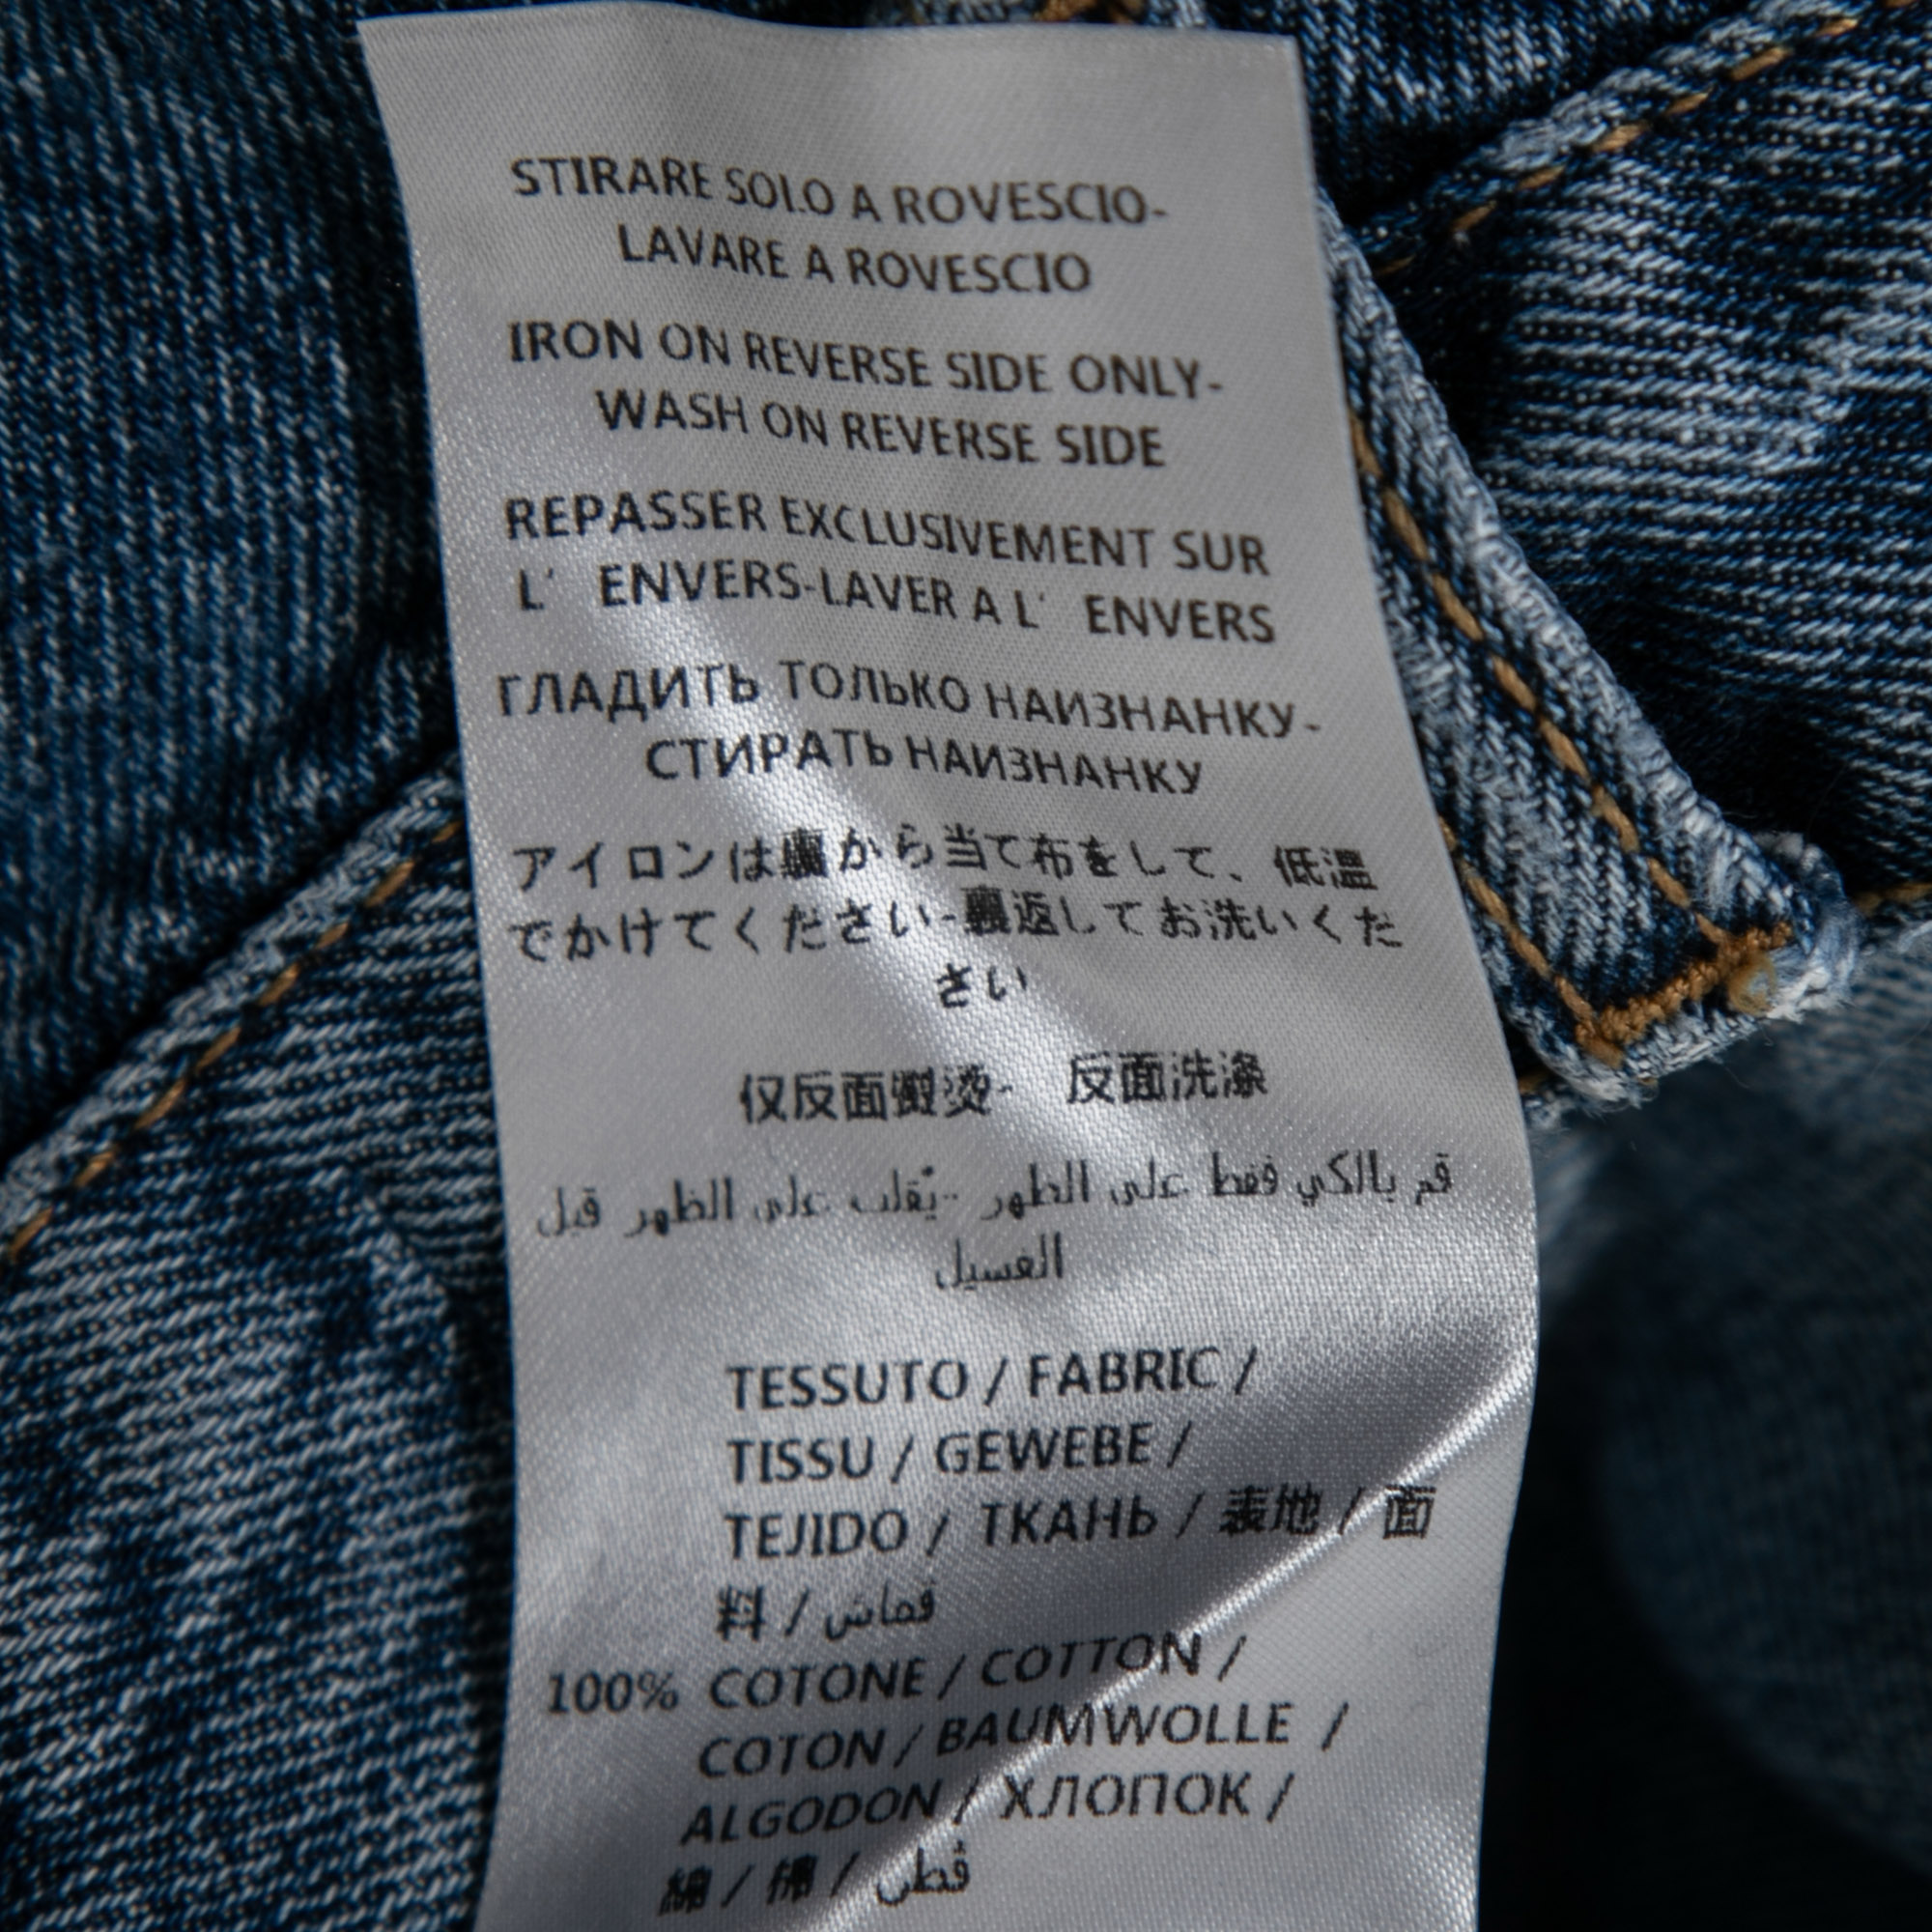 STIRARE SOLO A ROVESCIO-
LAVARE A ROVESCIO
IRON ON REVERSE SIDE ONLY-
WASH ON REVERSE SIDE
REPASSER EXCLUSIVEMENT SUR
L' ENVERS-LAVER A L' ENVERS
ГЛАДИТЬ ТОЛЬКО НАИЗНАНКУ-
СТИРАТЬ НАИЗНАНКУ
アイロンは裏から当て布をして、低温
でかけてください-裏返してお洗いくだ
さい
仅反面熨烫- 反面洗涤
قم بالكي فقط على الظهر -يُقلب على الظهر قبل
الغسيل
TESSUTO / FABRIC /
TISSU / GEWEBE /
TEJIDO / ТКАНЬ / 表地 / 面
料 / قماش
100% COTONE / COTTON /
COTON / BAUMWOLLE /
ALGODON / ХЛОПОК /
綿 / 棉 / قطن